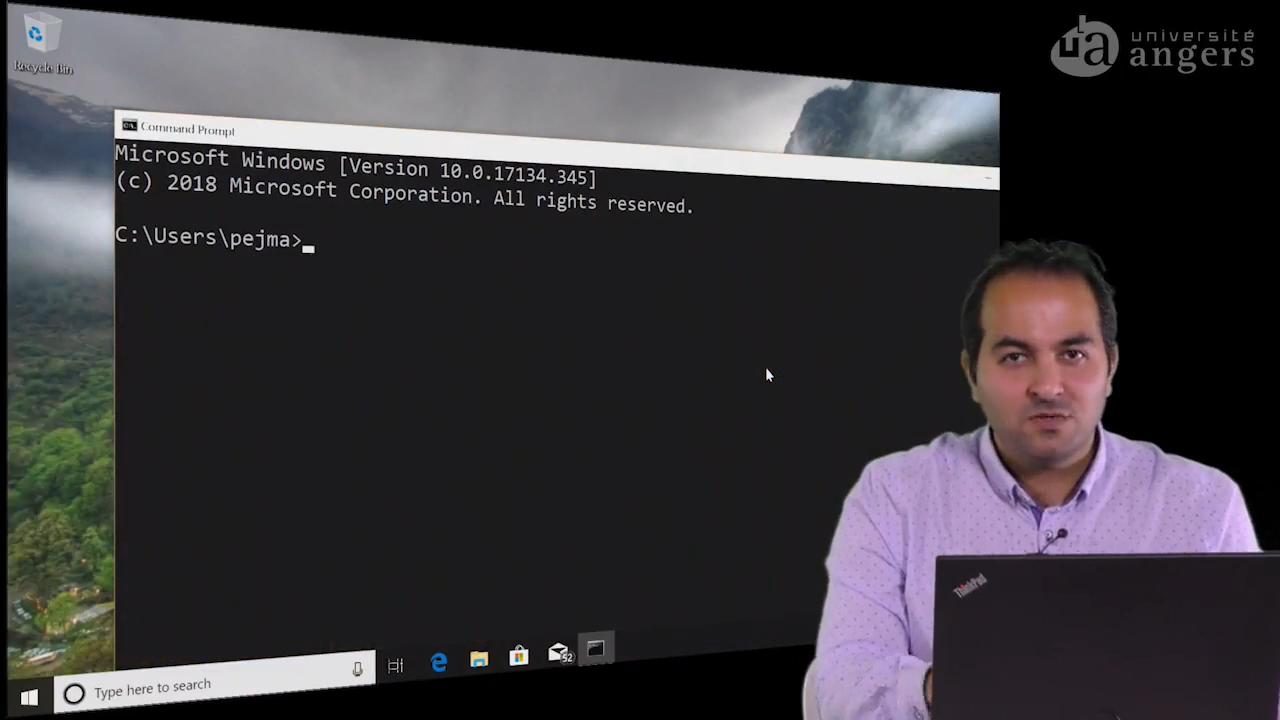 Recycle Bin
université
angers
Command Prompt
Microsoft Windows [Version 10.0.17134.345]
(c) 2018 Microsoft Corporation. All rights reserved.
C:\Users\pejma>
ThinkPad
52
Type here to search